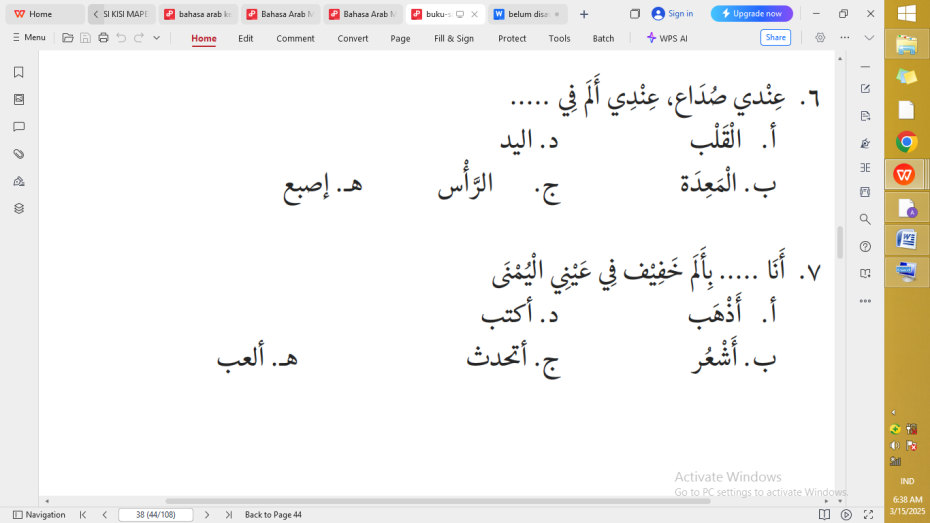 Home
SI KISI MAPE
bahasa arab ke
Bahasa Arab M
Bahasa Arab M
buku-s
belum disa
Sign in
Upgrade now
Menu
Home Edit Comment Convert Page Fill & Sign Protect Tools Batch WPS AI
Share
٦. عِنْدي صُدَاع، عِنْدِي أَلَم فِي .....
أ. الْقَلْب د. اليد
ب. الْمَعِدَة ج. الرَّأْس هـ. إصبع
٧. أَنَا ..... بِأَلَم خَفِيْف فِي عَيْنِي الْيُمْنَى
أ. أَذْهَب د. أكتب
ب. أَشْعُر ج. أتحدث هـ. ألعب
Activate Windows
Go to PC settings to activate Windows.
Navigation
38 (44/108)
Back to Page 44
IND
6:38 AM
3/15/2025